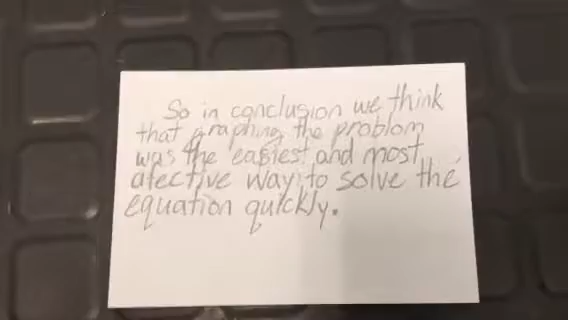 So in conclusion we think
that graphing the problom
was the easiest and most
afective way to solve the
equation quickly.